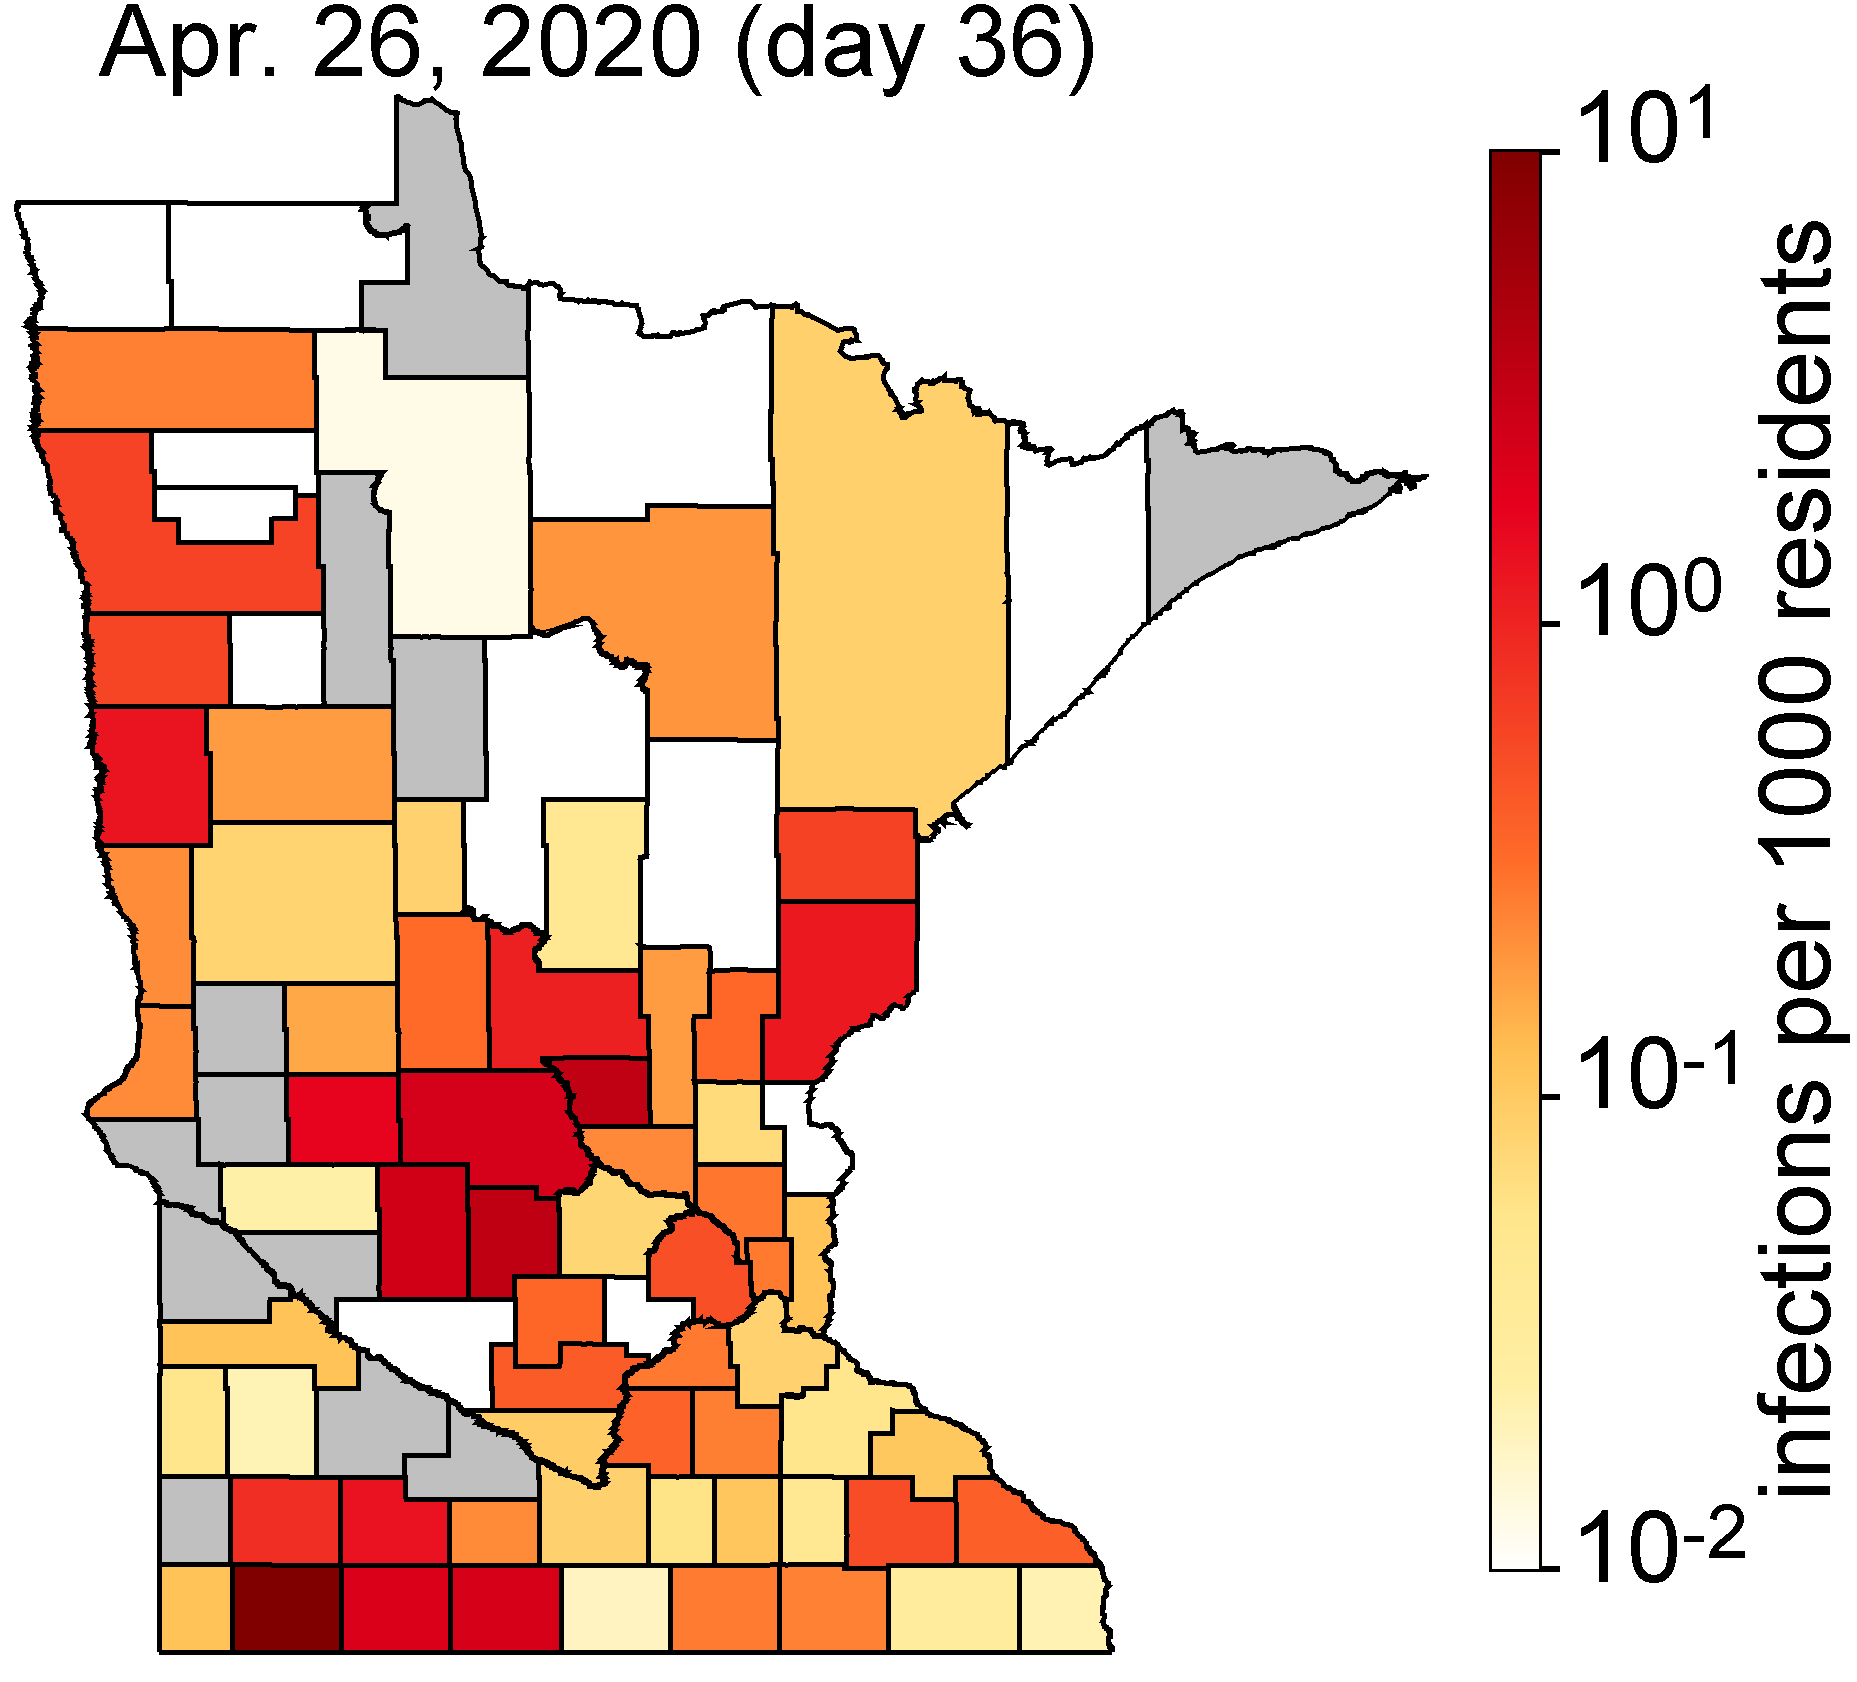 Apr. 26, 2020 (day 36)
10¹
10⁰
10⁻¹
10⁻²
infections per 1000 residents